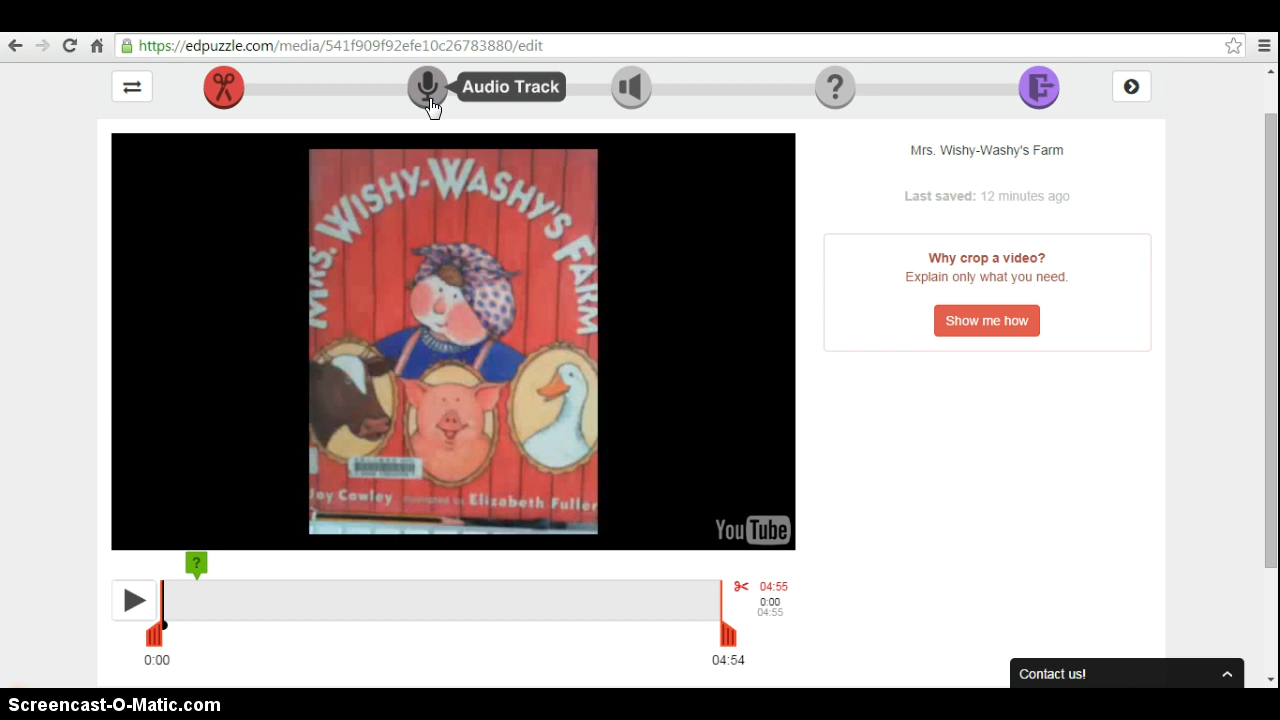 https://edpuzzle.com/media/541f909f92efe10c26783880/edit
Audio Track
?
MRS. WISHY-WASHY'S FARM
Joy Cowley illustrated by Elizabeth Fuller
YouTube
Mrs. Wishy-Washy's Farm
Last saved: 12 minutes ago
Why crop a video?
Explain only what you need.
Show me how
?
04:55
0:00
04:55
0:00
04:54
Contact us!
Screencast-O-Matic.com